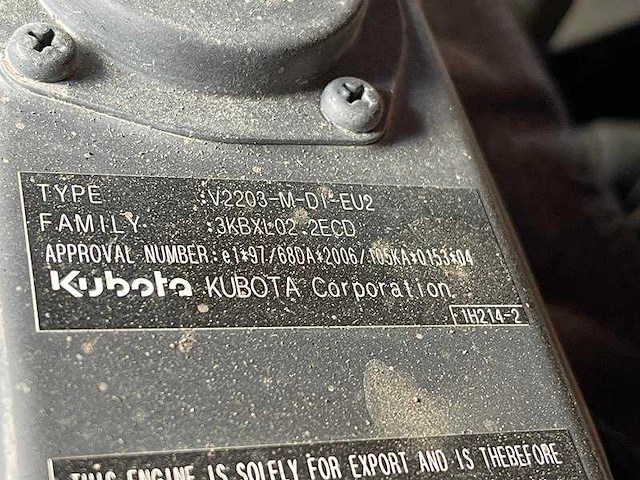 TYPE :V2203-M-DI-EU2
FAMILY :3KBXL02.2ECD
APPROVAL NUMBER:e1*97/68DA*2006/105KA*0153*04
Kubota KUBOTA Corporation
1H214-2
THIS ENGINE IS SOLELY FOR EXPORT AND IS THEREFORE